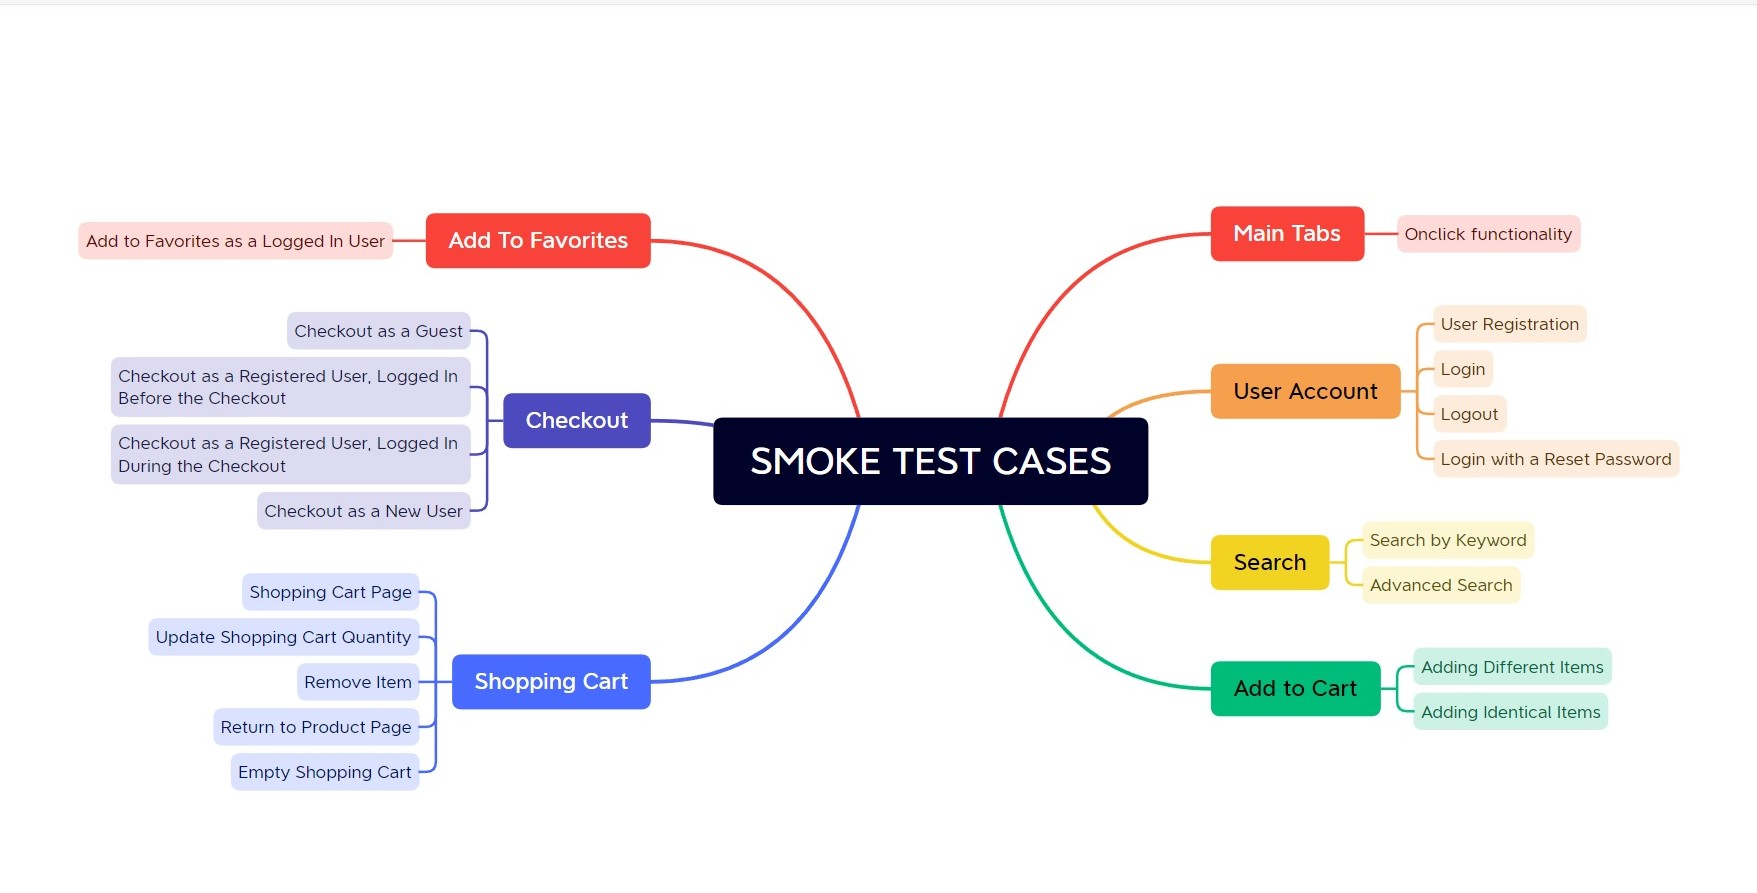 SMOKE TEST CASES
Main Tabs
Onclick functionality
User Account
User Registration
Login
Logout
Login with a Reset Password
Search
Search by Keyword
Advanced Search
Add to Cart
Adding Different Items
Adding Identical Items
Add To Favorites
Add to Favorites as a Logged In User
Checkout
Checkout as a Guest
Checkout as a Registered User, Logged In
Before the Checkout
Checkout as a Registered User, Logged In
During the Checkout
Checkout as a New User
Shopping Cart
Shopping Cart Page
Update Shopping Cart Quantity
Remove Item
Return to Product Page
Empty Shopping Cart